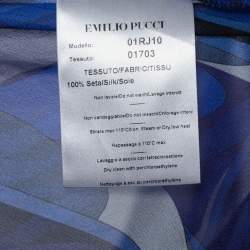 EMILIO PUCCI
Modello: 01RJ10
Tessuto: 01703
TESSUTO/FABRIC/TISSU
100% Seta/Silk/Soie
Non lavare/Do not wash/Lavage interdit
Non candeggiabile/Do not bleach/Chlorage interdit
Stirare max 110°C/Iron Steam or Dry, low heat
Repassage à 110°C
Lavaggio a secco con tetracloroetilene
Dry clean with perchloroethylene
Nettoyage à sec au perchloroéthylène